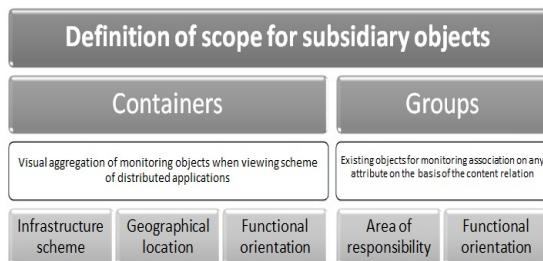 Definition of scope for subsidiary objects
Containers
Groups
Visual aggregation of monitoring objects when viewing scheme
of distributed applications
Existing objects for monitoring association on any
attribute on the basis of the content relation
Infrastructure
scheme
Geographical
location
Functional
orientation
Area of
responsibility
Functional
orientation